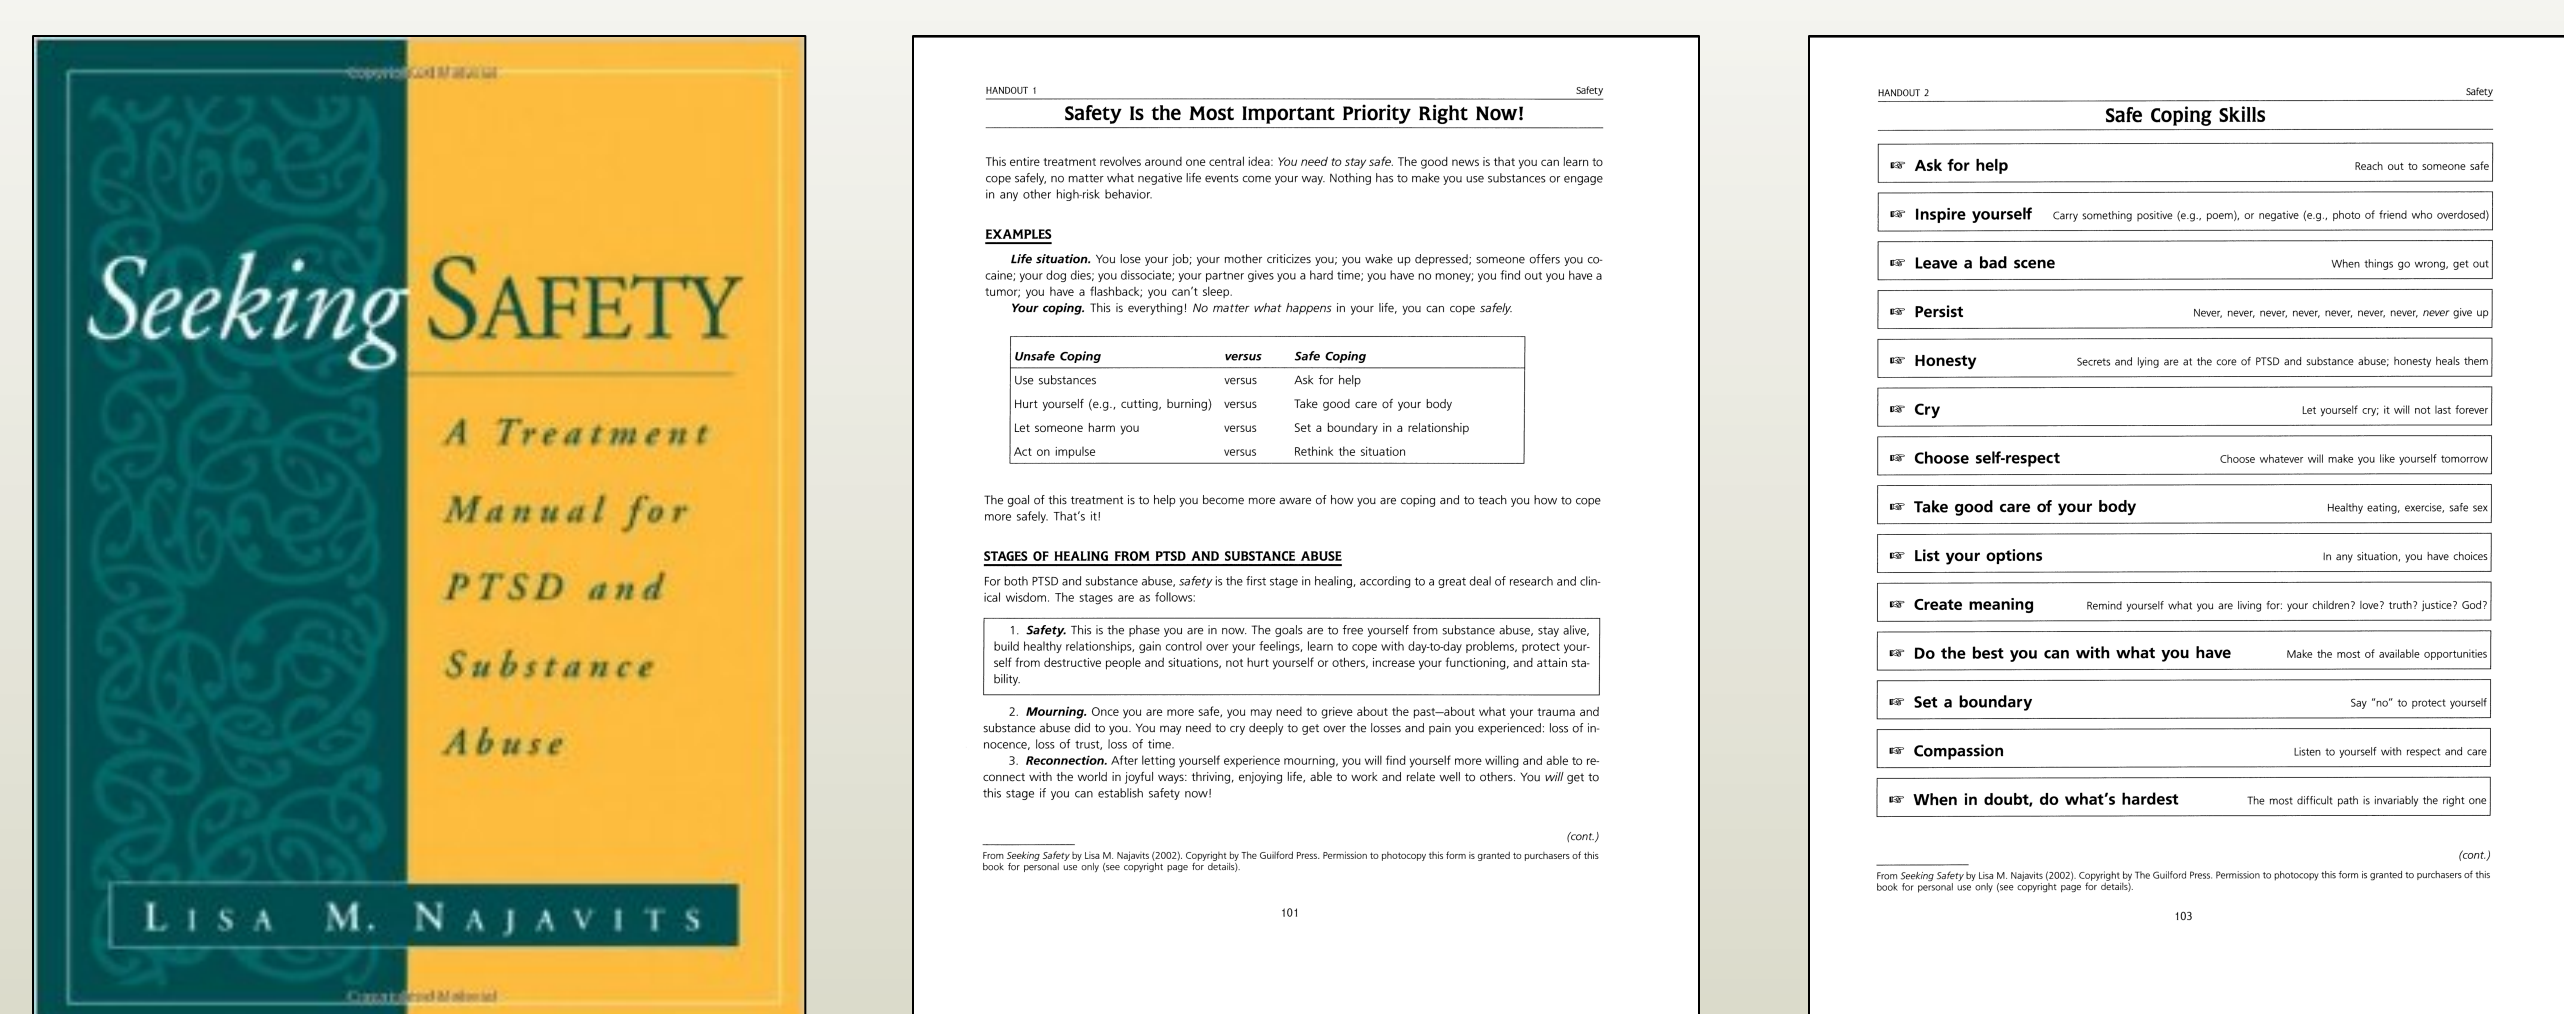 Copyrighted Material
Seeking SAFETY
A Treatment
Manual for
PTSD and
Substance
Abuse
LISA M. NAJAVITS
Copyrighted Material
HANDOUT 1 Safety
Safety Is the Most Important Priority Right Now!
This entire treatment revolves around one central idea: You need to stay safe. The good news is that you can learn to
cope safely, no matter what negative life events come your way. Nothing has to make you use substances or engage
in any other high-risk behavior.
EXAMPLES
Life situation. You lose your job; your mother criticizes you; you wake up depressed; someone offers you co-
caine; your dog dies; you dissociate; your partner gives you a hard time; you have no money; you find out you have a
tumor; you have a flashback; you can't sleep.
Your coping. This is everything! No matter what happens in your life, you can cope safely.
Unsafe Coping versus Safe Coping
Use substances versus Ask for help
Hurt yourself (e.g., cutting, burning) versus Take good care of your body
Let someone harm you versus Set a boundary in a relationship
Act on impulse versus Rethink the situation
The goal of this treatment is to help you become more aware of how you are coping and to teach you how to cope
more safely. That's it!
STAGES OF HEALING FROM PTSD AND SUBSTANCE ABUSE
For both PTSD and substance abuse, safety is the first stage in healing, according to a great deal of research and clin-
ical wisdom. The stages are as follows:
1. Safety. This is the phase you are in now. The goals are to free yourself from substance abuse, stay alive,
build healthy relationships, gain control over your feelings, learn to cope with day-to-day problems, protect your-
self from destructive people and situations, not hurt yourself or others, increase your functioning, and attain sta-
bility.
2. Mourning. Once you are more safe, you may need to grieve about the past—about what your trauma and
substance abuse did to you. You may need to cry deeply to get over the losses and pain you experienced: loss of in-
nocence, loss of trust, loss of time.
3. Reconnection. After letting yourself experience mourning, you will find yourself more willing and able to re-
connect with the world in joyful ways: thriving, enjoying life, able to work and relate well to others. You will get to
this stage if you can establish safety now!
(cont.)
From Seeking Safety by Lisa M. Najavits (2002). Copyright by The Guilford Press. Permission to photocopy this form is granted to purchasers of this
book for personal use only (see copyright page for details).
101
HANDOUT 2 Safety
Safe Coping Skills
☞ Ask for help Reach out to someone safe
☞ Inspire yourself Carry something positive (e.g., poem), or negative (e.g., photo of friend who overdosed)
☞ Leave a bad scene When things go wrong, get out
☞ Persist Never, never, never, never, never, never, never, never give up
☞ Honesty Secrets and lying are at the core of PTSD and substance abuse; honesty heals them
☞ Cry Let yourself cry; it will not last forever
☞ Choose self-respect Choose whatever will make you like yourself tomorrow
☞ Take good care of your body Healthy eating, exercise, safe sex
☞ List your options In any situation, you have choices
☞ Create meaning Remind yourself what you are living for: your children? love? truth? justice? God?
☞ Do the best you can with what you have Make the most of available opportunities
☞ Set a boundary Say "no" to protect yourself
☞ Compassion Listen to yourself with respect and care
☞ When in doubt, do what's hardest The most difficult path is invariably the right one
(cont.)
From Seeking Safety by Lisa M. Najavits (2002). Copyright by The Guilford Press. Permission to photocopy this form is granted to purchasers of this
book for personal use only (see copyright page for details).
103